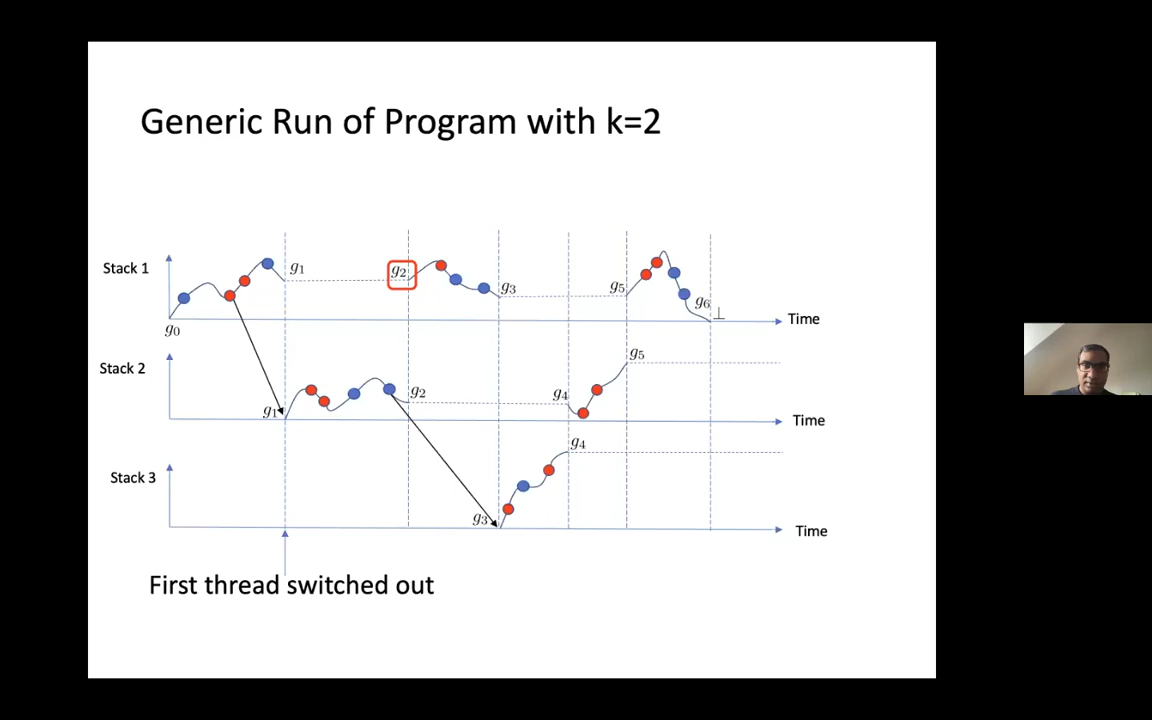 Generic Run of Program with k=2
Stack 1
g1
g2
g3
g5
g6
⊥
Time
g0
Stack 2
g5
g1
g2
g4
Time
Stack 3
g4
g3
Time
First thread switched out